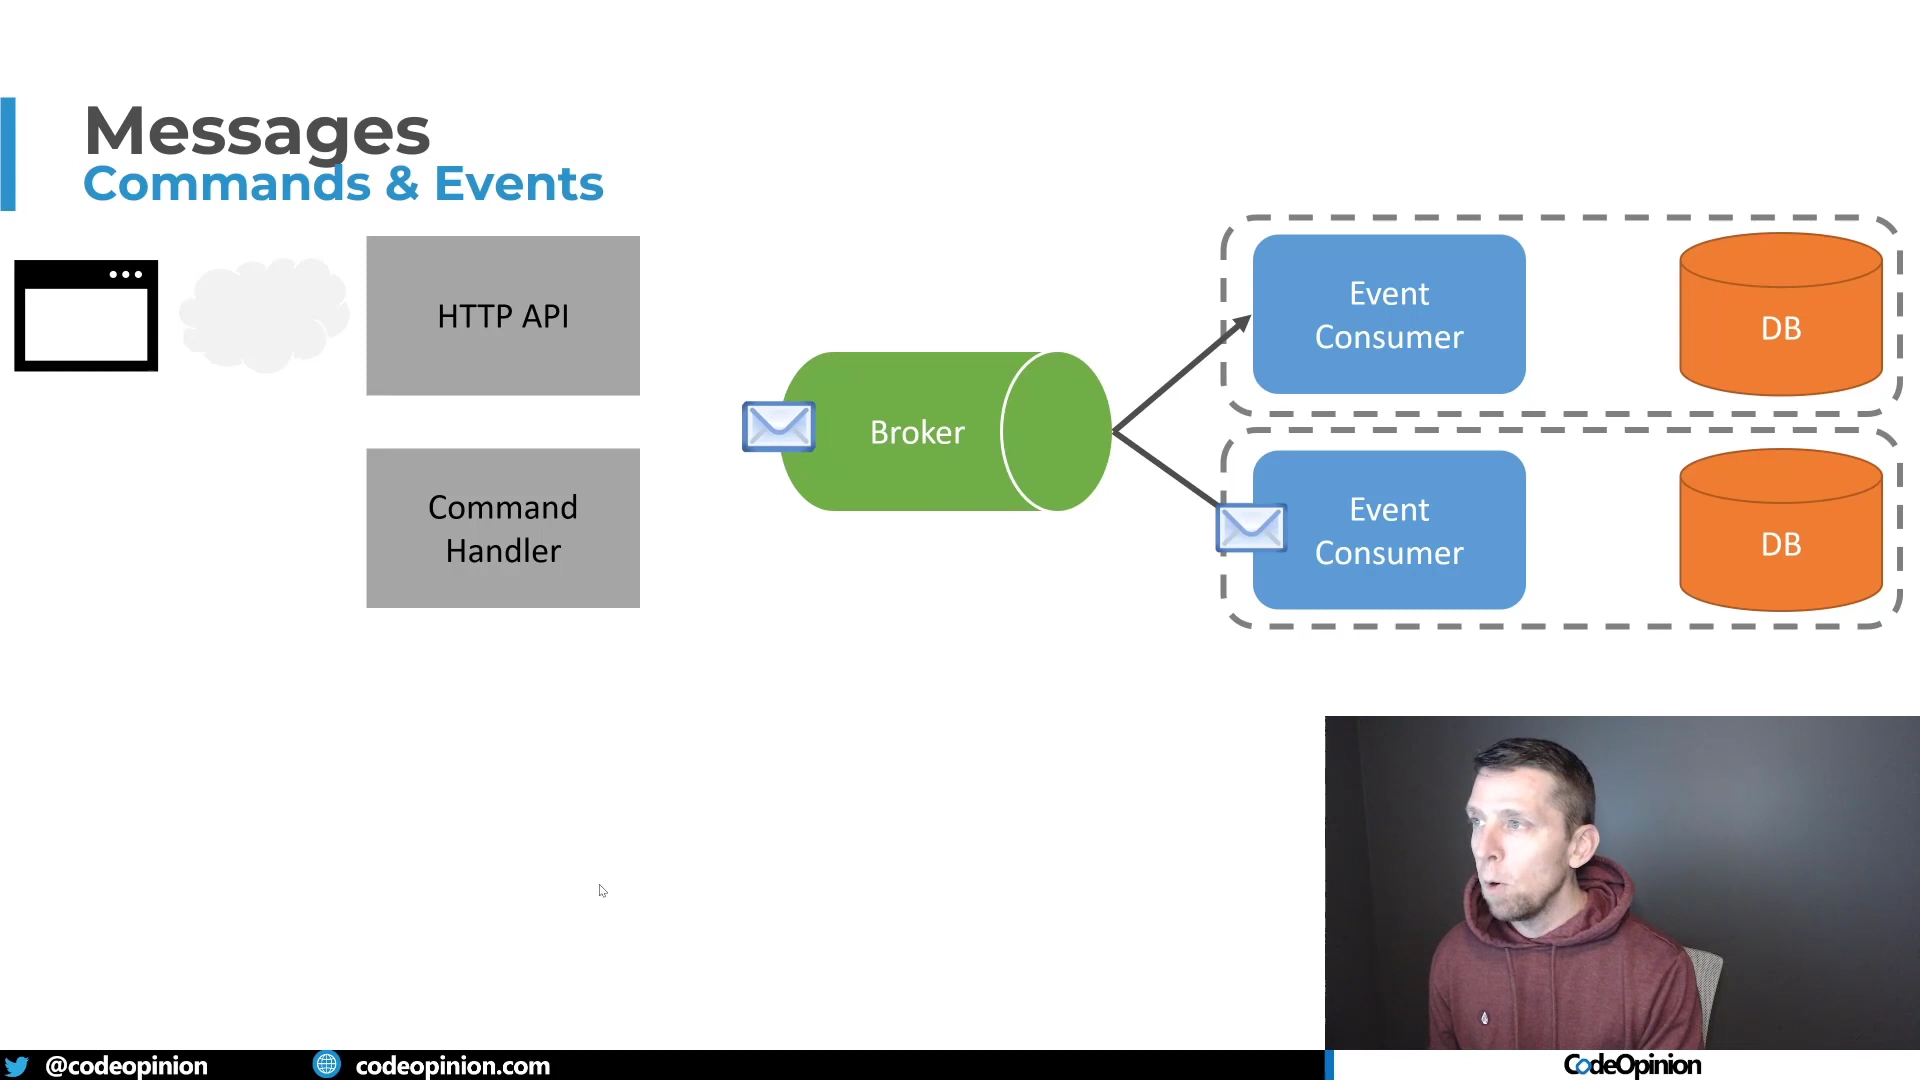 Messages
Commands & Events
HTTP API
Command
Handler
Broker
Event
Consumer
DB
Event
Consumer
DB
@codeopinion
codeopinion.com
CodeOpinion